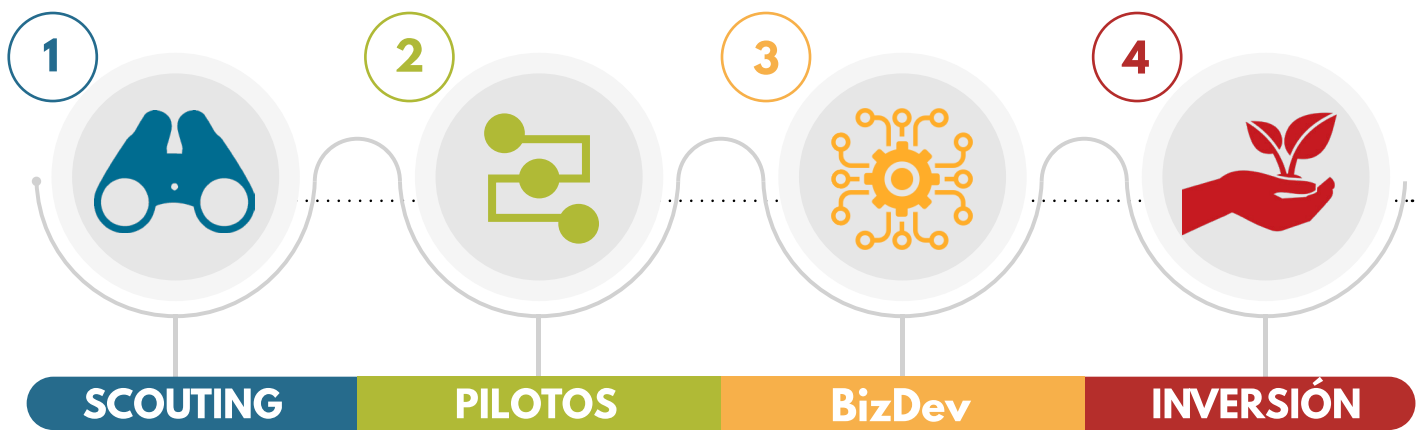 1
2
3
4
SCOUTING
PILOTOS
BizDev
INVERSIÓN